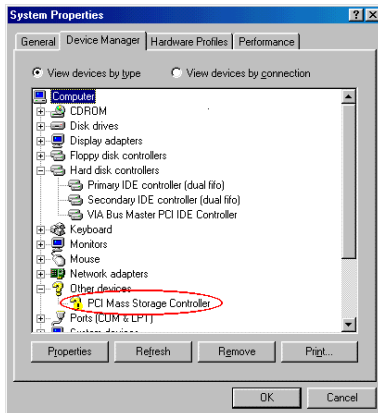 System Properties
General Device Manager Hardware Profiles Performance
View devices by type View devices by connection
Computer
CDROM
Disk drives
Display adapters
Floppy disk controllers
Hard disk controllers
Primary IDE controller (dual fifo)
Secondary IDE controller (dual fifo)
VIA Bus Master PCI IDE Controller
Keyboard
Monitors
Mouse
Network adapters
Other devices
PCI Mass Storage Controller
Ports (COM & LPT)
System devices
Properties Refresh Remove Print...
OK Cancel